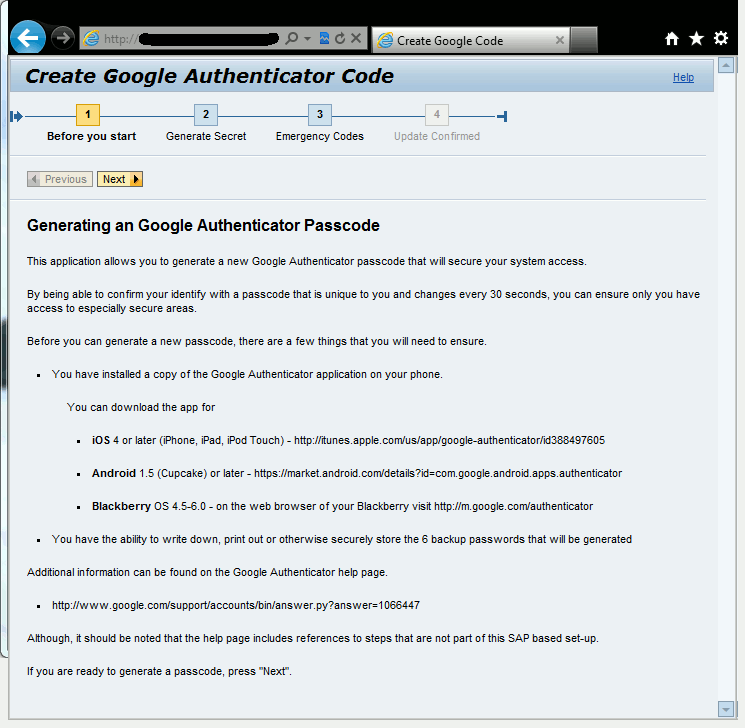 http://
Create Google Code
Create Google Authenticator Code
Help
1 2 3 4
Before you start Generate Secret Emergency Codes Update Confirmed
Previous Next
Generating an Google Authenticator Passcode
This application allows you to generate a new Google Authenticator passcode that will secure your system access.
By being able to confirm your identify with a passcode that is unique to you and changes every 30 seconds, you can ensure only you have
access to especially secure areas.
Before you can generate a new passcode, there are a few things that you will need to ensure.
• You have installed a copy of the Google Authenticator application on your phone.
You can download the app for
• iOS 4 or later (iPhone, iPad, iPod Touch) - http://itunes.apple.com/us/app/google-authenticator/id388497605
• Android 1.5 (Cupcake) or later - https://market.android.com/details?id=com.google.android.apps.authenticator
• Blackberry OS 4.5-6.0 - on the web browser of your Blackberry visit http://m.google.com/authenticator
• You have the ability to write down, print out or otherwise securely store the 6 backup passwords that will be generated
Additional information can be found on the Google Authenticator help page.
• http://www.google.com/support/accounts/bin/answer.py?answer=1066447
Although, it should be noted that the help page includes references to steps that are not part of this SAP based set-up.
If you are ready to generate a passcode, press "Next".